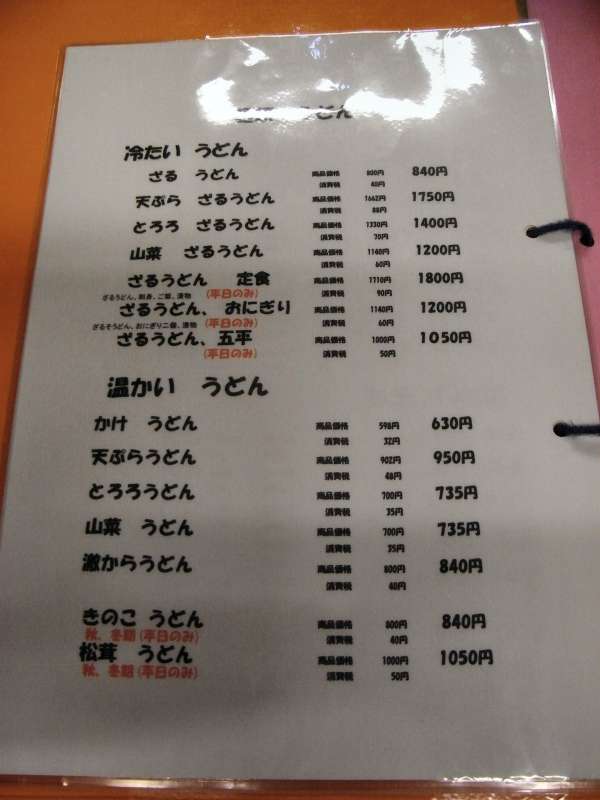 うどん
冷たい うどん
ざる うどん 商品価格 800円 840円
消費税 40円
天ぷら ざるうどん 商品価格 1662円 1750円
消費税 88円
とろろ ざるうどん 商品価格 1330円 1400円
消費税 70円
山菜 ざるうどん 商品価格 1140円 1200円
消費税 60円
ざるうどん 定食 商品価格 1710円 1800円
ざるうどん、刺身、ご飯、漬物 (平日のみ) 消費税 90円
ざるうどん、おにぎり 商品価格 1140円 1200円
ざるそうどん、おにぎり二個、漬物 (平日のみ) 消費税 60円
ざるうどん、五平 商品価格 1000円 1050円
(平日のみ) 消費税 50円
温かい うどん
かけ うどん 商品価格 598円 630円
消費税 32円
天ぷらうどん 商品価格 902円 950円
消費税 48円
とろろうどん 商品価格 700円 735円
消費税 35円
山菜 うどん 商品価格 700円 735円
消費税 35円
激からうどん 商品価格 800円 840円
消費税 40円
きのこ うどん 商品価格 800円 840円
秋、冬期(平日のみ) 消費税 40円
松茸 うどん 商品価格 1000円 1050円
秋、冬期(平日のみ) 消費税 50円